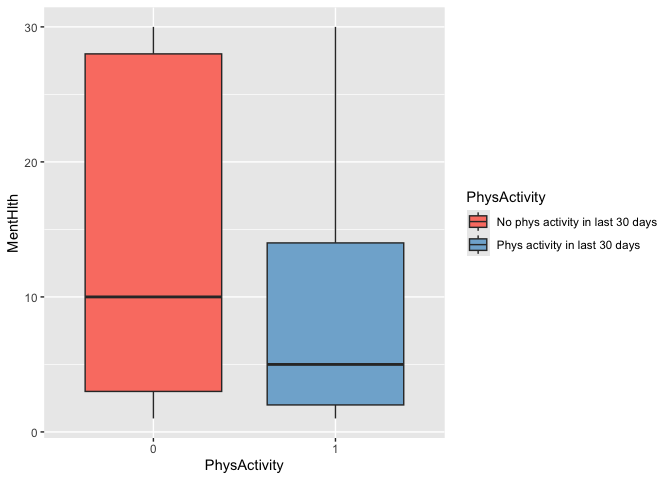 30
20
10
0
MentHlth
0
1
PhysActivity
PhysActivity
No phys activity in last 30 days
Phys activity in last 30 days